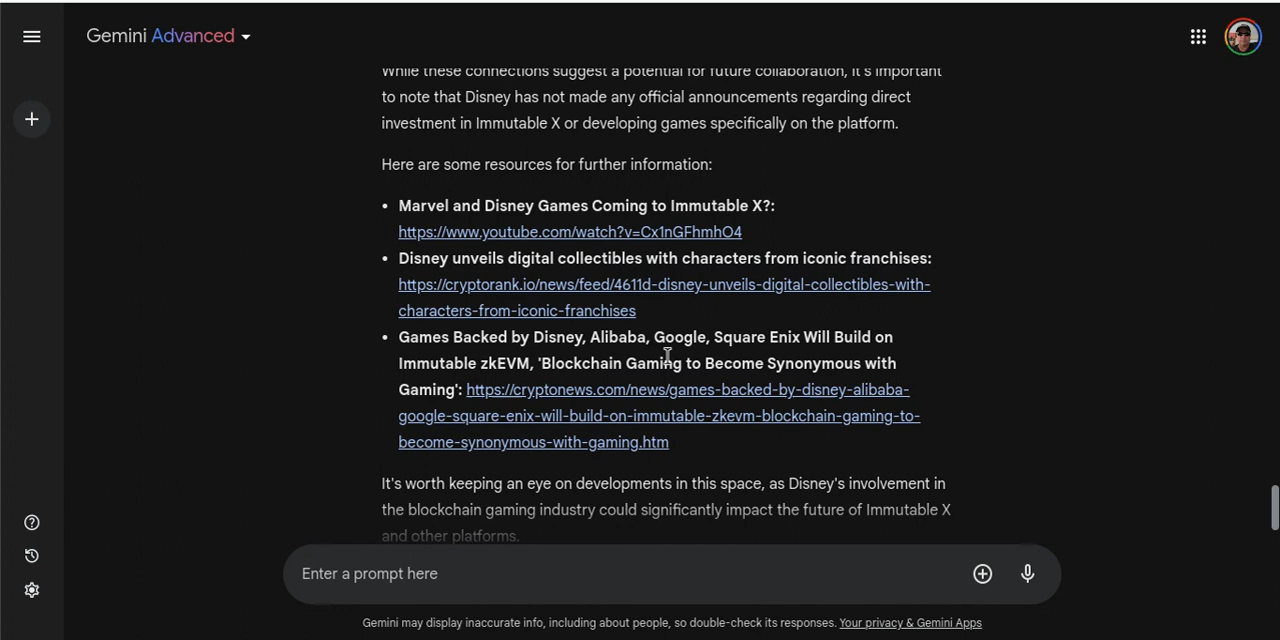 Gemini Advanced
While these connections suggest a potential for future collaboration, it's important
to note that Disney has not made any official announcements regarding direct
investment in Immutable X or developing games specifically on the platform.
Here are some resources for further information:
• Marvel and Disney Games Coming to Immutable X?:
https://www.youtube.com/watch?v=Cx1nGFhmhO4
• Disney unveils digital collectibles with characters from iconic franchises:
https://cryptorank.io/news/feed/4611d-disney-unveils-digital-collectibles-with-
characters-from-iconic-franchises
• Games Backed by Disney, Alibaba, Google, Square Enix Will Build on
Immutable zkEVM, 'Blockchain Gaming to Become Synonymous with
Gaming': https://cryptonews.com/news/games-backed-by-disney-alibaba-
google-square-enix-will-build-on-immutable-zkevm-blockchain-gaming-to-
become-synonymous-with-gaming.htm
It's worth keeping an eye on developments in this space, as Disney's involvement in
the blockchain gaming industry could significantly impact the future of Immutable X
and other platforms.
Enter a prompt here
Gemini may display inaccurate info, including about people, so double-check its responses. Your privacy & Gemini Apps